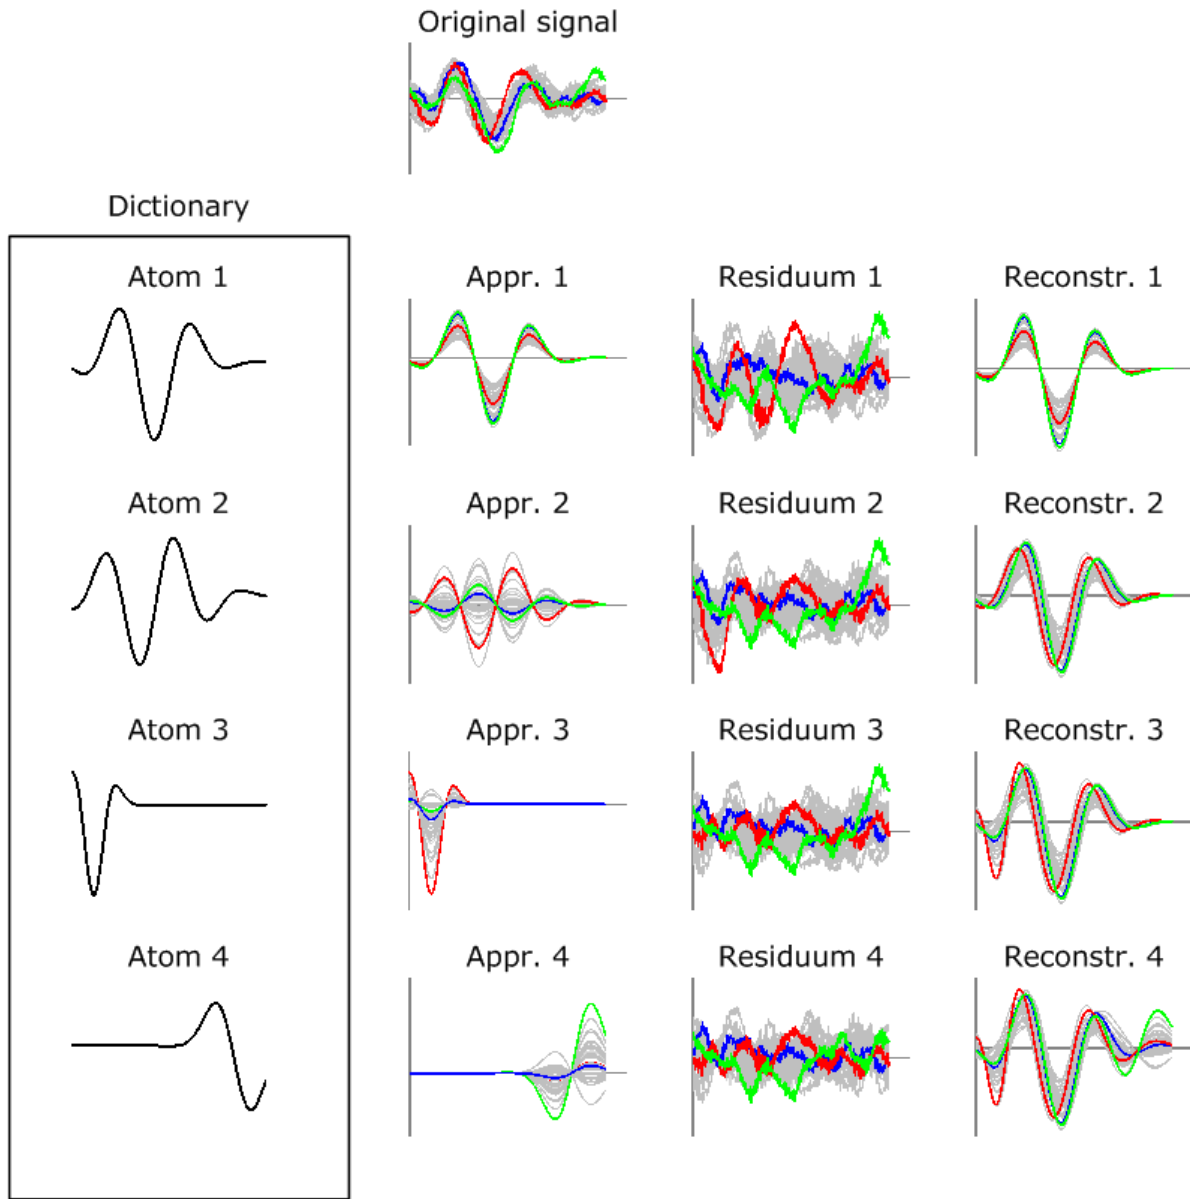 Original signal
Dictionary
Atom 1
Appr. 1
Residuum 1
Reconstr. 1
Atom 2
Appr. 2
Residuum 2
Reconstr. 2
Atom 3
Appr. 3
Residuum 3
Reconstr. 3
Atom 4
Appr. 4
Residuum 4
Reconstr. 4